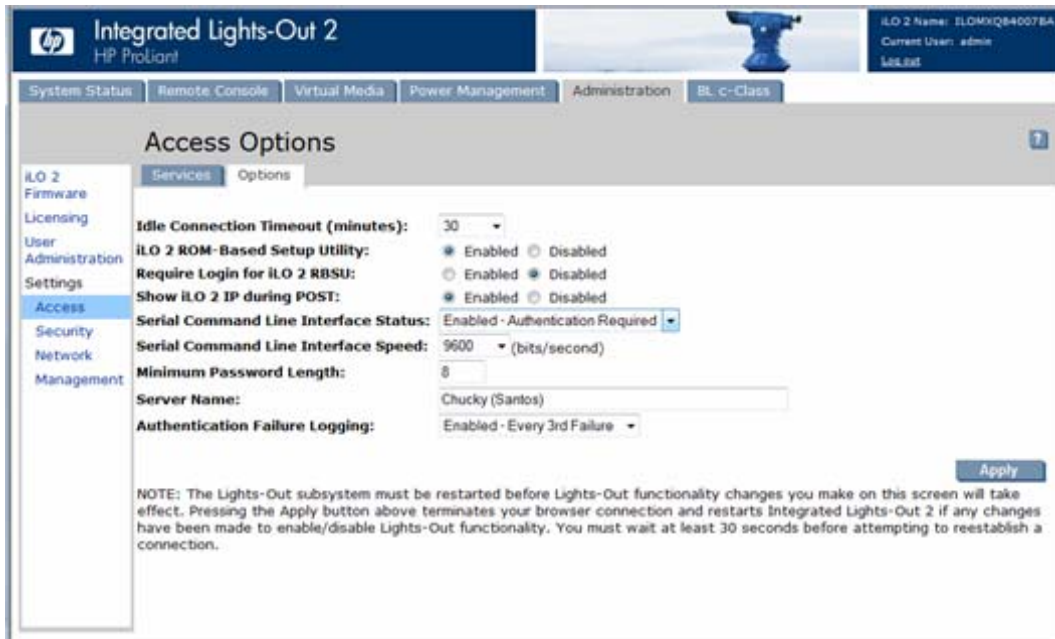 hp
Integrated Lights-Out 2
HP ProLiant
iLO 2 Name: ILOMXQ84007BA
Current User: admin
Log out
System Status
Remote Console
Virtual Media
Power Management
Administration
BL c-Class
Access Options
?
Services
Options
iLO 2
Firmware
Licensing
User
Administration
Settings
Access
Security
Network
Management
Idle Connection Timeout (minutes): 30
iLO 2 ROM-Based Setup Utility: Enabled Disabled
Require Login for iLO 2 RBSU: Enabled Disabled
Show iLO 2 IP during POST: Enabled Disabled
Serial Command Line Interface Status: Enabled - Authentication Required
Serial Command Line Interface Speed: 9600 (bits/second)
Minimum Password Length: 8
Server Name: Chucky (Santos)
Authentication Failure Logging: Enabled - Every 3rd Failure
Apply
NOTE: The Lights-Out subsystem must be restarted before Lights-Out functionality changes you make on this screen will take
effect. Pressing the Apply button above terminates your browser connection and restarts Integrated Lights-Out 2 if any changes
have been made to enable/disable Lights-Out functionality. You must wait at least 30 seconds before attempting to reestablish a
connection.